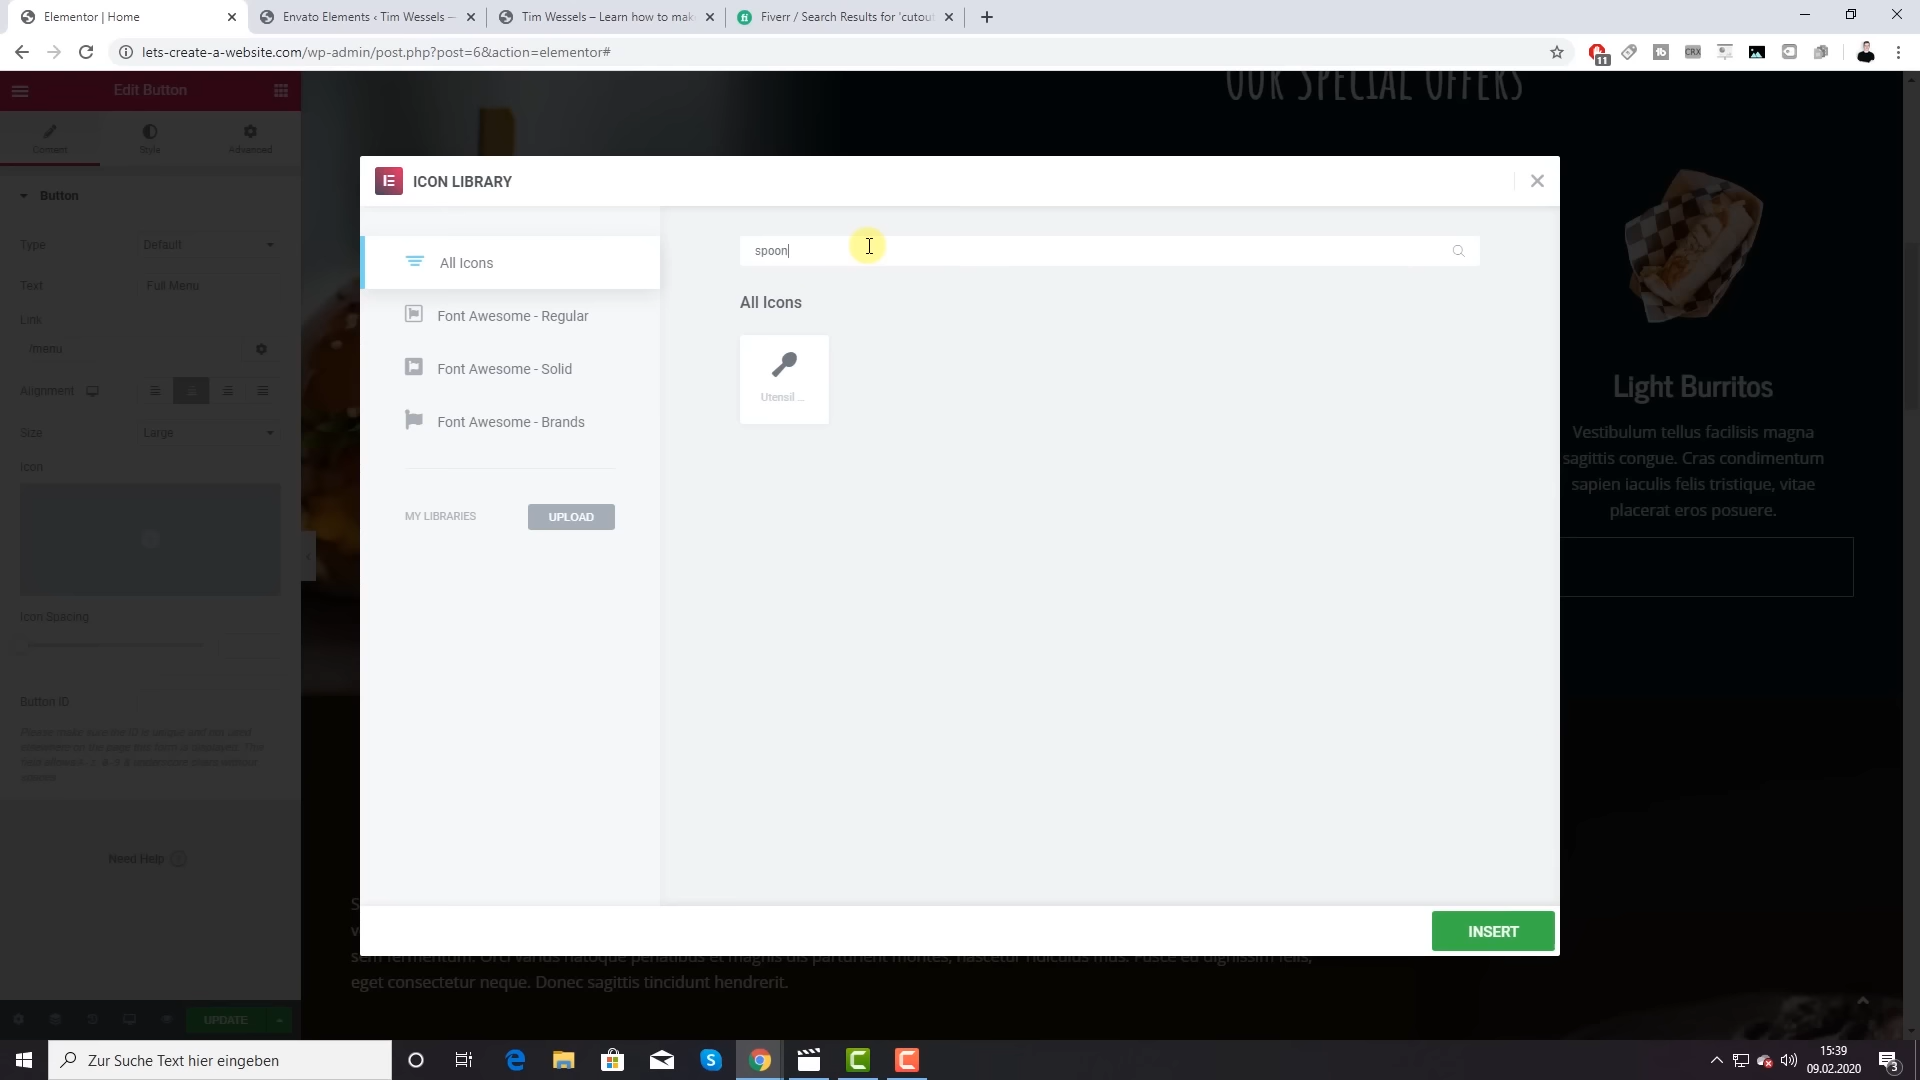 Elementor | Home
Envato Elements ‹ Tim Wessels —
Tim Wessels – Learn how to mak
Fiverr / Search Results for 'cutout
lets-create-a-website.com/wp-admin/post.php?post=6&action=elementor#
11
CRX
Edit Button
OUR SPECIAL OFFERS
Content
Style
Advanced
ICON LIBRARY
Button
spoon
Type
Default
All Icons
Text
Full Menu
All Icons
Link
Font Awesome - Regular
/menu
Font Awesome - Solid
Alignment
Utensil ...
Light Burritos
Size
Large
Font Awesome - Brands
Vestibulum tellus facilisis magna
sagittis congue. Cras condimentum
Icon
sapien iaculis felis tristique, vitae
placerat eros posuere.
MY LIBRARIES
UPLOAD
Icon Spacing
Button ID
Need Help
INSERT
eget consectetur neque. Donec sagittis tincidunt hendrerit.
UPDATE
Zur Suche Text hier eingeben
15:39
09.02.2020
3